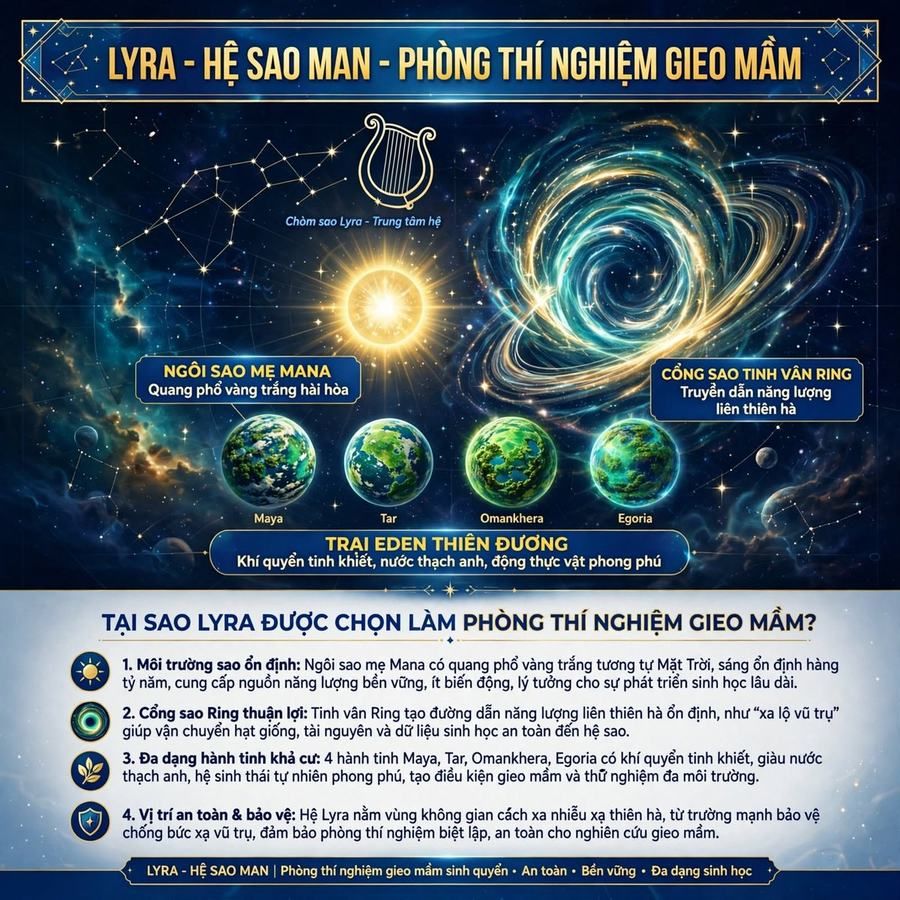 LYRA - HỆ SAO MAN - PHÒNG THÍ NGHIỆM GIEO MẦM
Chòm sao Lyra - Trung tâm hệ
NGÔI SAO MẸ MANA
Quang phổ vàng trắng hài hòa
CỔNG SAO TINH VÂN RING
Truyền dẫn năng lượng
liên thiên hà
Maya
Tar
Omankhera
Egoria
TRẠI EDEN THIÊN ĐƯƠNG
Khí quyển tinh khiết, nước thạch anh, động thực vật phong phú
TẠI SAO LYRA ĐƯỢC CHỌN LÀM PHÒNG THÍ NGHIỆM GIEO MẦM?
1. Môi trường sao ổn định: Ngôi sao mẹ Mana có quang phổ vàng trắng tương tự Mặt Trời, sáng ổn định hàng
tỷ năm, cung cấp nguồn năng lượng bền vững, ít biến động, lý tưởng cho sự phát triển sinh học lâu dài.
2. Cổng sao Ring thuận lợi: Tinh vân Ring tạo đường dẫn năng lượng liên thiên hà ổn định, như “xa lộ vũ trụ”
giúp vận chuyển hạt giống, tài nguyên và dữ liệu sinh học an toàn đến hệ sao.
3. Đa dạng hành tinh khả cư: 4 hành tinh Maya, Tar, Omankhera, Egoria có khí quyển tinh khiết, giàu nước
thạch anh, hệ sinh thái tự nhiên phong phú, tạo điều kiện gieo mầm và thử nghiệm đa môi trường.
4. Vị trí an toàn & bảo vệ: Hệ Lyra nằm vùng không gian cách xa nhiễu xạ thiên hà, từ trường mạnh bảo vệ
chống bức xạ vũ trụ, đảm bảo phòng thí nghiệm biệt lập, an toàn cho nghiên cứu gieo mầm.
LYRA - HỆ SAO MAN | Phòng thí nghiệm gieo mầm sinh quyển • An toàn • Bền vững • Đa dạng sinh học